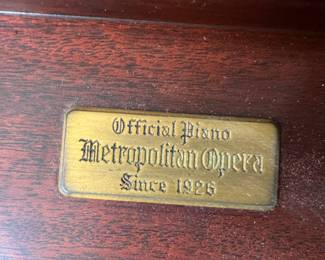 Official Piano
Metropolitan Opera
Since 1926